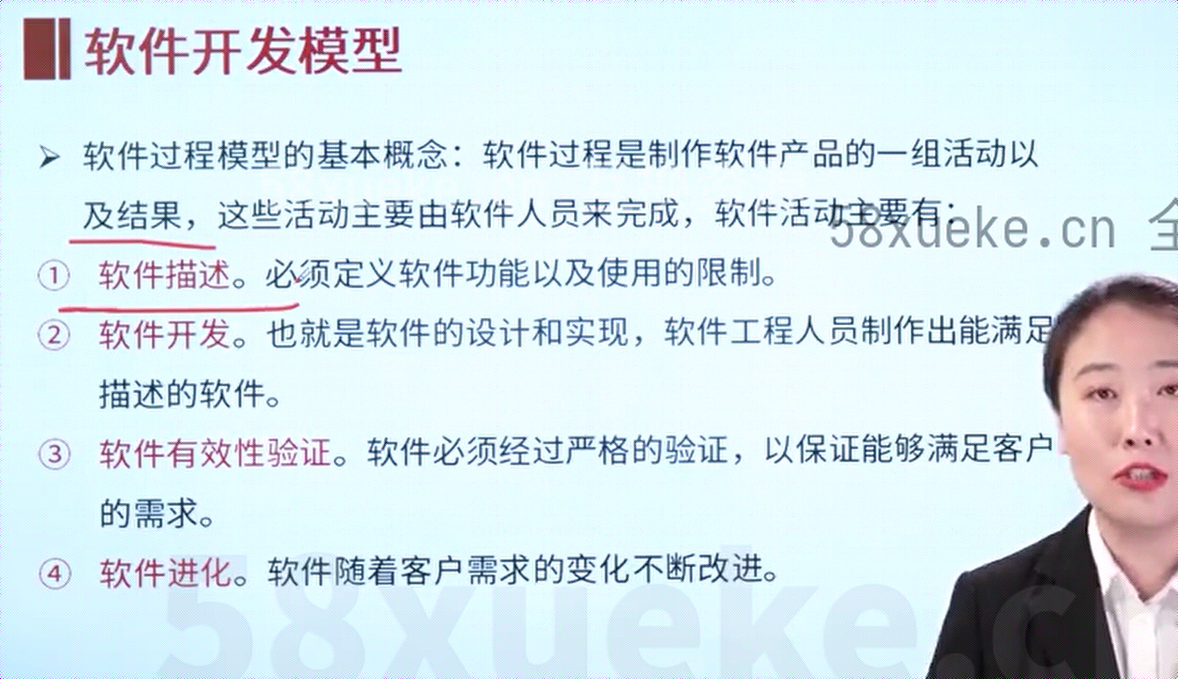 软件开发模型
➢ 软件过程模型的基本概念：软件过程是制作软件产品的一组活动以
及结果，这些活动主要由软件人员来完成，软件活动主要有：
58xueke.cn 全
① 软件描述。必须定义软件功能以及使用的限制。
② 软件开发。也就是软件的设计和实现，软件工程人员制作出能满足
描述的软件。
③ 软件有效性验证。软件必须经过严格的验证，以保证能够满足客户
的需求。
④ 软件进化。软件随着客户需求的变化不断改进。
58xueke.cn